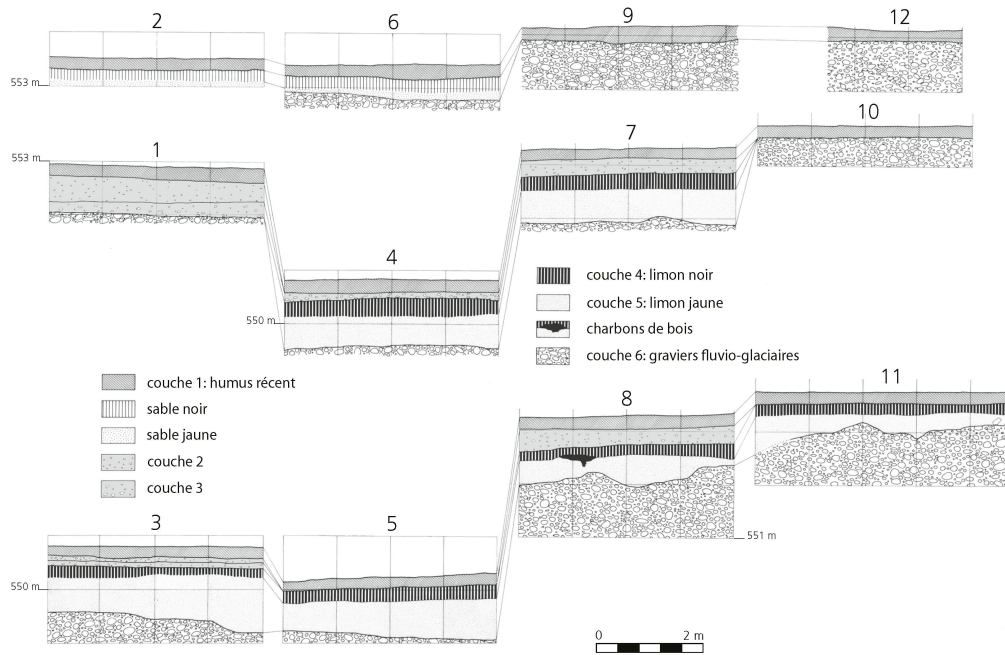 2 6 9 12
553 m
553 m
1 7 10
4
550 m
couche 4: limon noir
couche 5: limon jaune
charbons de bois
couche 6: graviers fluvio-glaciaires
couche 1: humus récent
sable noir
sable jaune
couche 2
couche 3
8 11
551 m
3 5
550 m
0 2 m